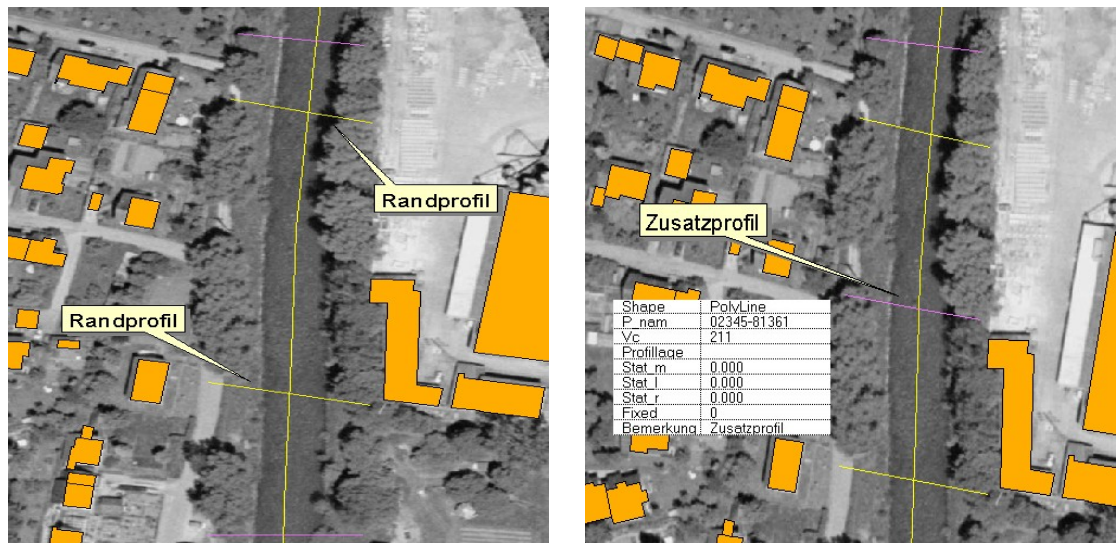 Randprofil
Randprofil
Zusatzprofil
Shape PolyLine
P_nam 02345-81361
Vc 211
Profillage
Stat_m 0.000
Stat_l 0.000
Stat_r 0.000
Fixed 0
Bemerkung Zusatzprofil